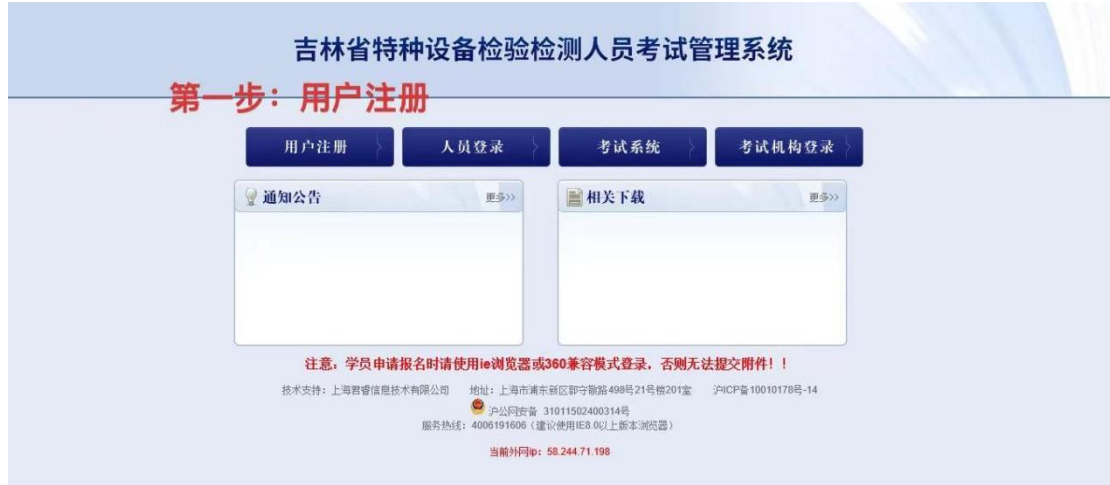 吉林省特种设备检验检测人员考试管理系统
第一步：用户注册
用户注册
人员登录
考试系统
考试机构登录
通知公告 更多>>
相关下载 更多>>
注意，学员申请报名时请使用ie浏览器或360兼容模式登录，否则无法提交附件！！
技术支持：上海君睿信息技术有限公司 地址：上海市浦东新区郭守敬路498号21号楼201室 沪ICP备10010178号-14
沪公网安备 31011502400314号
服务热线：4006191606（建议使用IE8.0以上版本浏览器）
当前外网ip：58.244.71.198